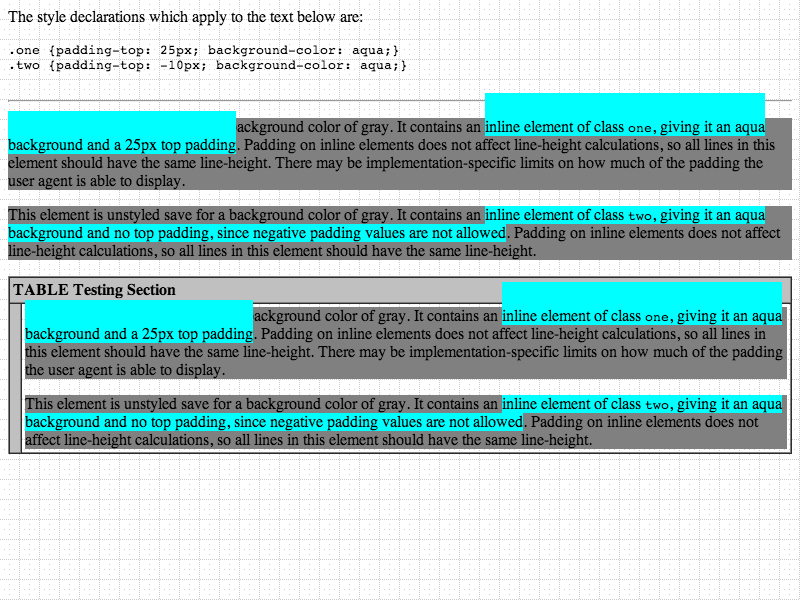 The style declarations which apply to the text below are:
.one {padding-top: 25px; background-color: aqua;}
.two {padding-top: -10px; background-color: aqua;}
ackground color of gray. It contains an inline element of class one, giving it an aqua
background and a 25px top padding. Padding on inline elements does not affect line-height calculations, so all lines in this
element should have the same line-height. There may be implementation-specific limits on how much of the padding the
user agent is able to display.
This element is unstyled save for a background color of gray. It contains an inline element of class two, giving it an aqua
background and no top padding, since negative padding values are not allowed. Padding on inline elements does not affect
line-height calculations, so all lines in this element should have the same line-height.
TABLE Testing Section
ackground color of gray. It contains an inline element of class one, giving it an aqua
background and a 25px top padding. Padding on inline elements does not affect line-height calculations, so all lines in
this element should have the same line-height. There may be implementation-specific limits on how much of the padding
the user agent is able to display.
This element is unstyled save for a background color of gray. It contains an inline element of class two, giving it an aqua
background and no top padding, since negative padding values are not allowed. Padding on inline elements does not
affect line-height calculations, so all lines in this element should have the same line-height.